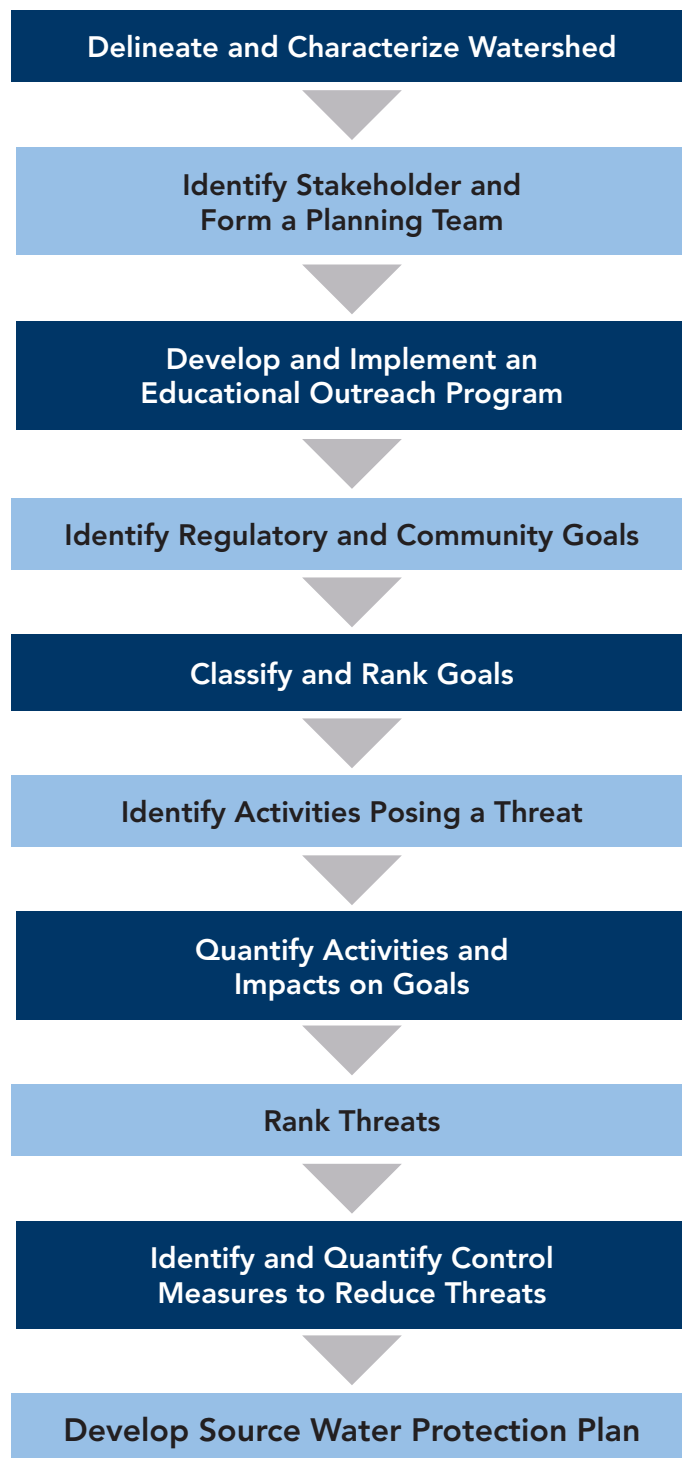 Delineate and Characterize Watershed
Identify Stakeholder and
Form a Planning Team
Develop and Implement an
Educational Outreach Program
Identify Regulatory and Community Goals
Classify and Rank Goals
Identify Activities Posing a Threat
Quantify Activities and
Impacts on Goals
Rank Threats
Identify and Quantify Control
Measures to Reduce Threats
Develop Source Water Protection Plan